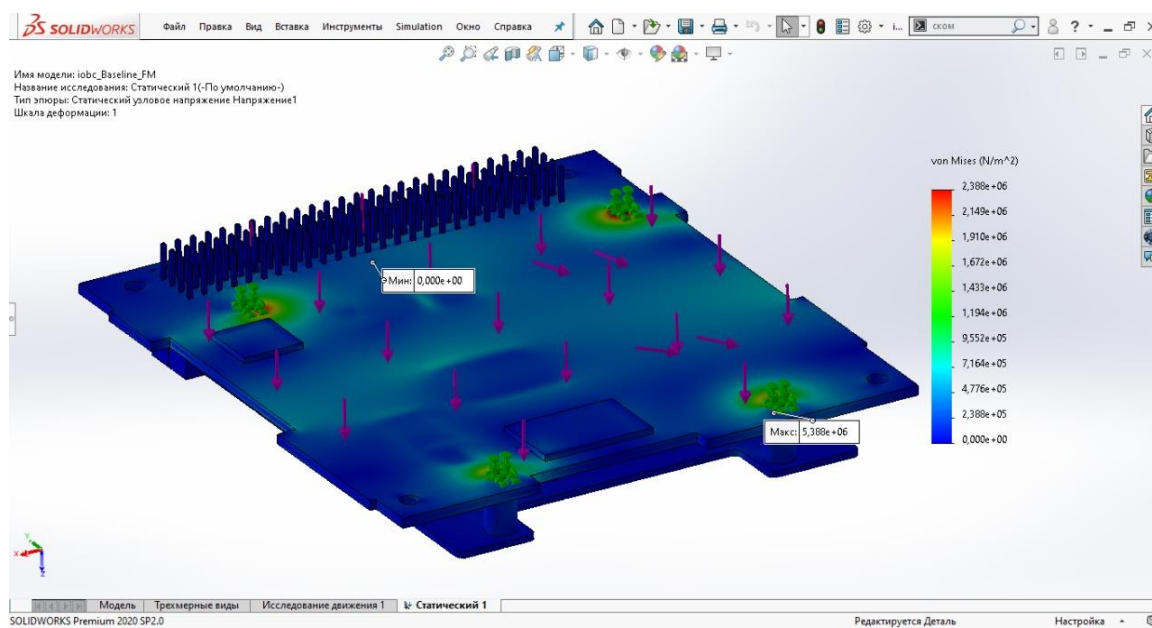 SOLIDWORKS Файл Правка Вид Вставка Инструменты Simulation Окно Справка i... ском ?
Имя модели: iobc_Baseline_FM
Название исследования: Статический 1(-По умолчанию-)
Тип эпюры: Статический узловое напряжение Напряжение1
Шкала деформации: 1
von Mises (N/m^2)
2,388e+06
2,149e+06
1,910e+06
1,672e+06
1,433e+06
1,194e+06
9,552e+05
7,164e+05
4,776e+05
2,388e+05
0,000e+00
Мин: 0,000e+00
Макс: 5,388e+06
Модель Трехмерные виды Исследование движения 1 Статический 1
SOLIDWORKS Premium 2020 SP2.0 Редактируется Деталь Настройка